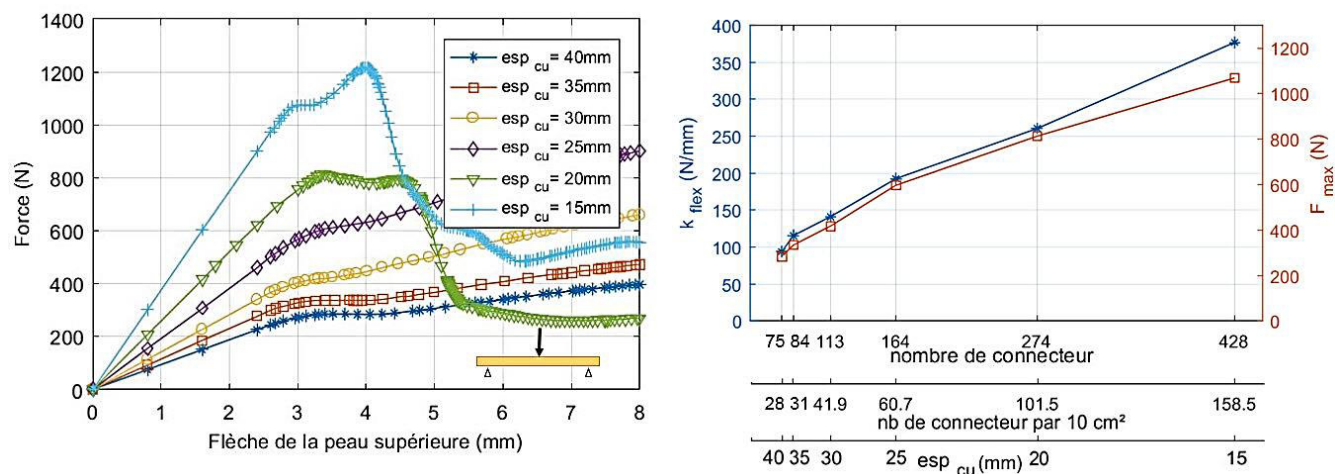 1400
1200
1000
800
600
400
200
0
Force (N)
0 1 2 3 4 5 6 7 8
Flèche de la peau supérieure (mm)
esp cu = 40mm
esp cu = 35mm
esp cu = 30mm
esp cu = 25mm
esp cu = 20mm
esp cu = 15mm
400
350
300
250
200
150
100
50
0
k flex (N/mm)
1200
1000
800
600
400
200
0
F max (N)
75 84 113 164 274 428
nombre de connecteur
28 31 41.9 60.7 101.5 158.5
nb de connecteur par 10 cm²
40 35 30 25 20 15
esp cu (mm)